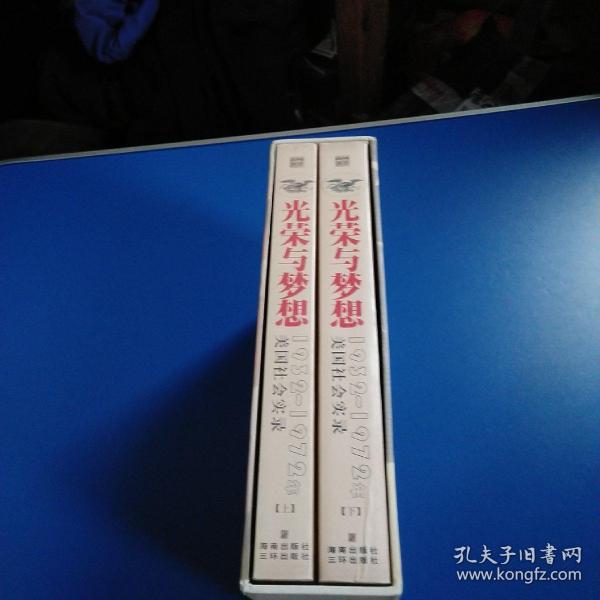 光荣与梦想
1932-1972年
美国社会实录
【上】
海南出版社
三环出版社
光荣与梦想
1932-1972年
美国社会实录
【下】
海南出版社
三环出版社
孔夫子旧书网
www.kongfz.com